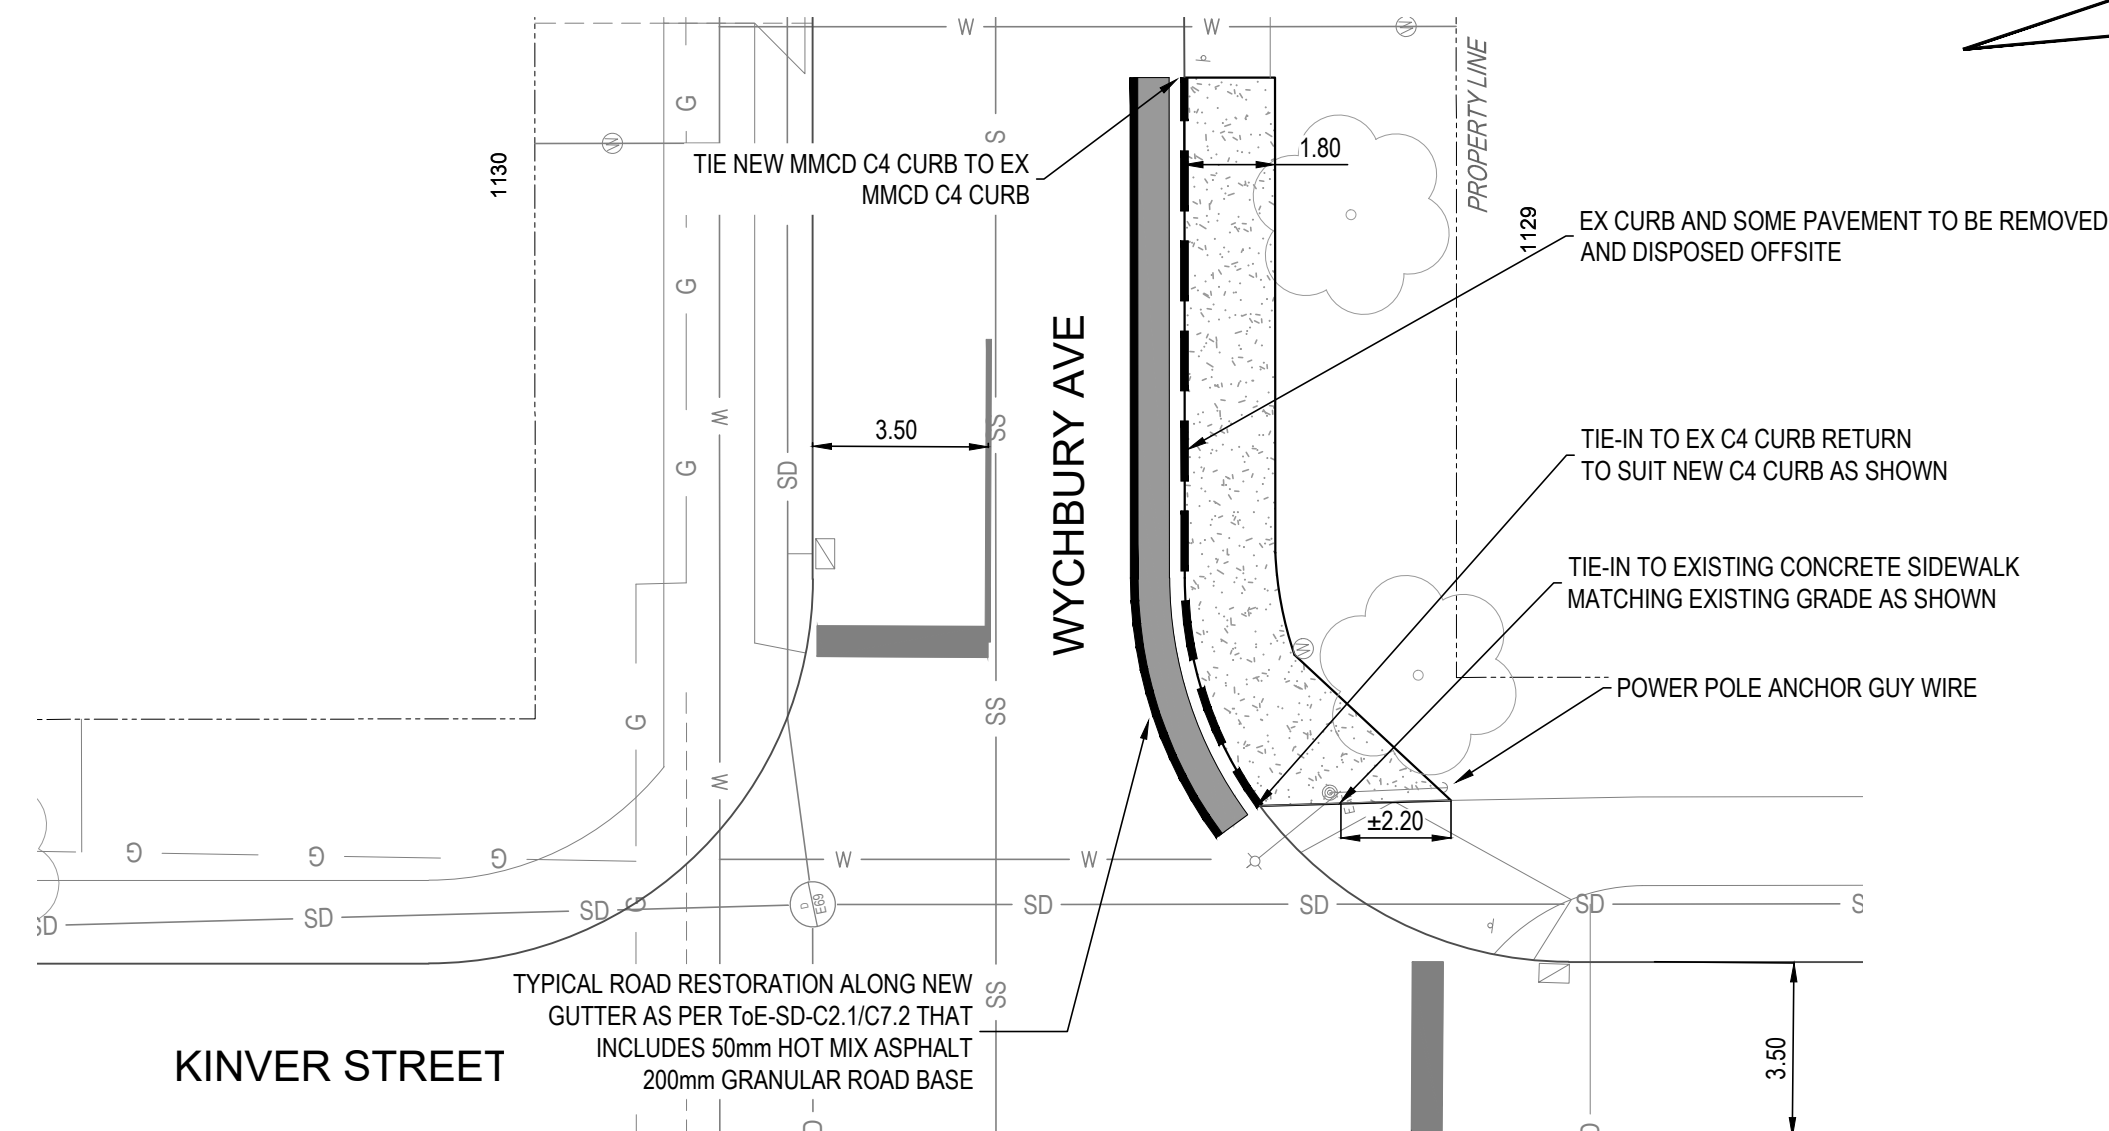 W
W
W
PROPERTY LINE
G
S
1130
W
TIE NEW MMCD C4 CURB TO EX
MMCD C4 CURB
1.80
1129
EX CURB AND SOME PAVEMENT TO BE REMOVED
AND DISPOSED OFFSITE
G
WYCHBURY AVE
W
3.50
SS
G
SD
TIE-IN TO EX C4 CURB RETURN
TO SUIT NEW C4 CURB AS SHOWN
TIE-IN TO EXISTING CONCRETE SIDEWALK
MATCHING EXISTING GRADE AS SHOWN
W
POWER POLE ANCHOR GUY WIRE
G
SS
W
E
±2.20
G
G
G
W
W
SD
SD
SD
G
D
E69
SD
SD
SD
S
TYPICAL ROAD RESTORATION ALONG NEW
GUTTER AS PER ToE-SD-C2.1/C7.2 THAT
INCLUDES 50mm HOT MIX ASPHALT
200mm GRANULAR ROAD BASE
SS
KINVER STREET
3.50
D
D